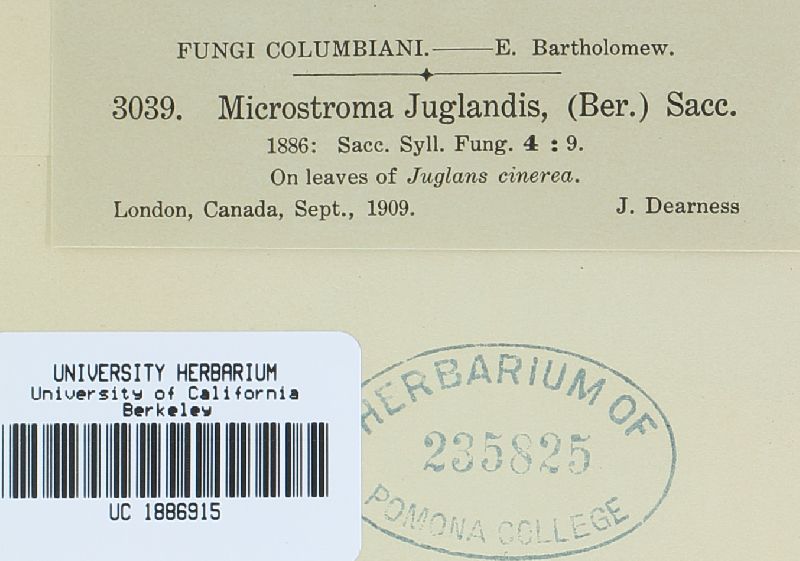 FUNGI COLUMBIANI.——E. Bartholomew.
3039. Microstroma Juglandis, (Ber.) Sacc.
1886: Sacc. Syll. Fung. 4 : 9.
On leaves of Juglans cinerea.
London, Canada, Sept., 1909. J. Dearness
UNIVERSITY HERBARIUM
University of California
Berkeley
UC 1886915
HERBARIUM OF
235825
POMONA COLLEGE